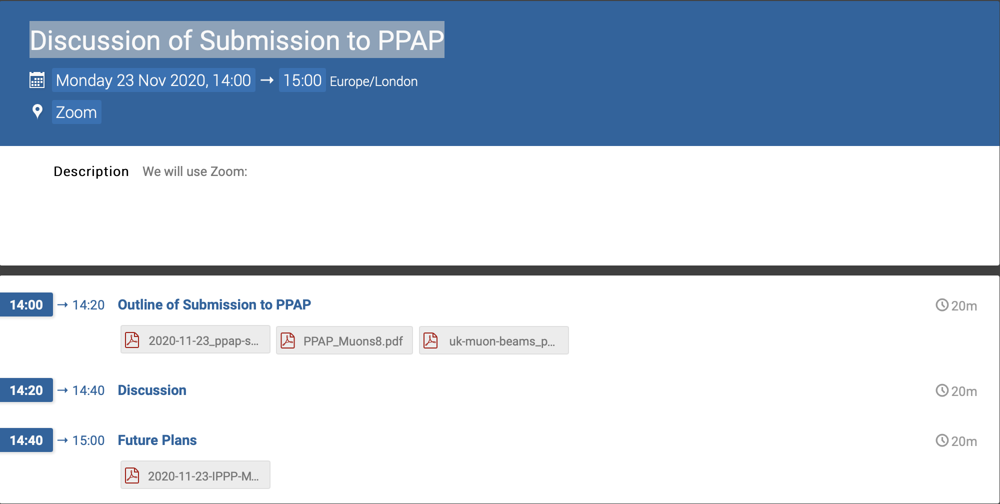 Discussion of Submission to PPAP
Monday 23 Nov 2020, 14:00 → 15:00 Europe/London
Zoom
Description We will use Zoom:
14:00 → 14:20 Outline of Submission to PPAP 20m
2020-11-23_ppap-s... PPAP_Muons8.pdf uk-muon-beams_p...
14:20 → 14:40 Discussion 20m
14:40 → 15:00 Future Plans 20m
2020-11-23-IPPP-M...